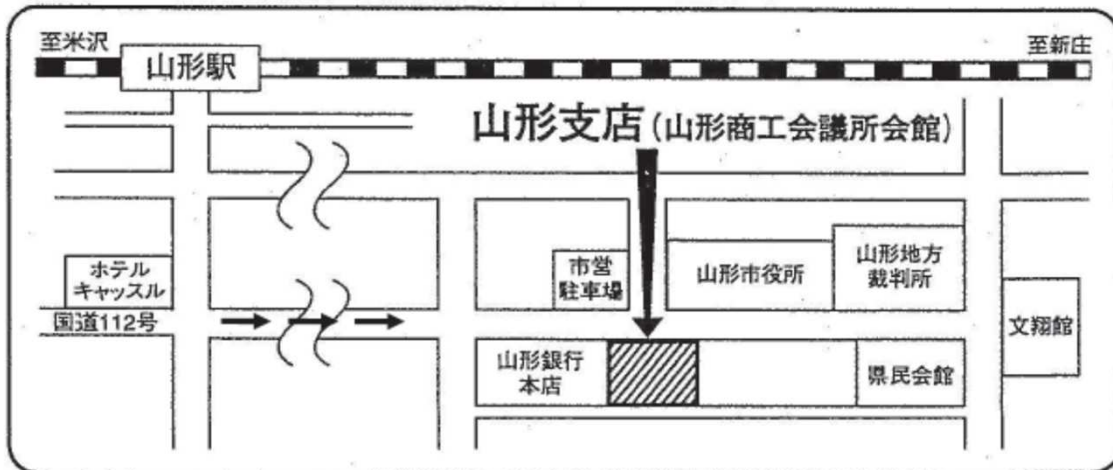 至米沢
至新庄
山形駅
山形支店(山形商工会議所会館)
ホテル
キャッスル
市営
駐車場
山形市役所
山形地方
裁判所
国道112号
文翔館
山形銀行
本店
県民会館